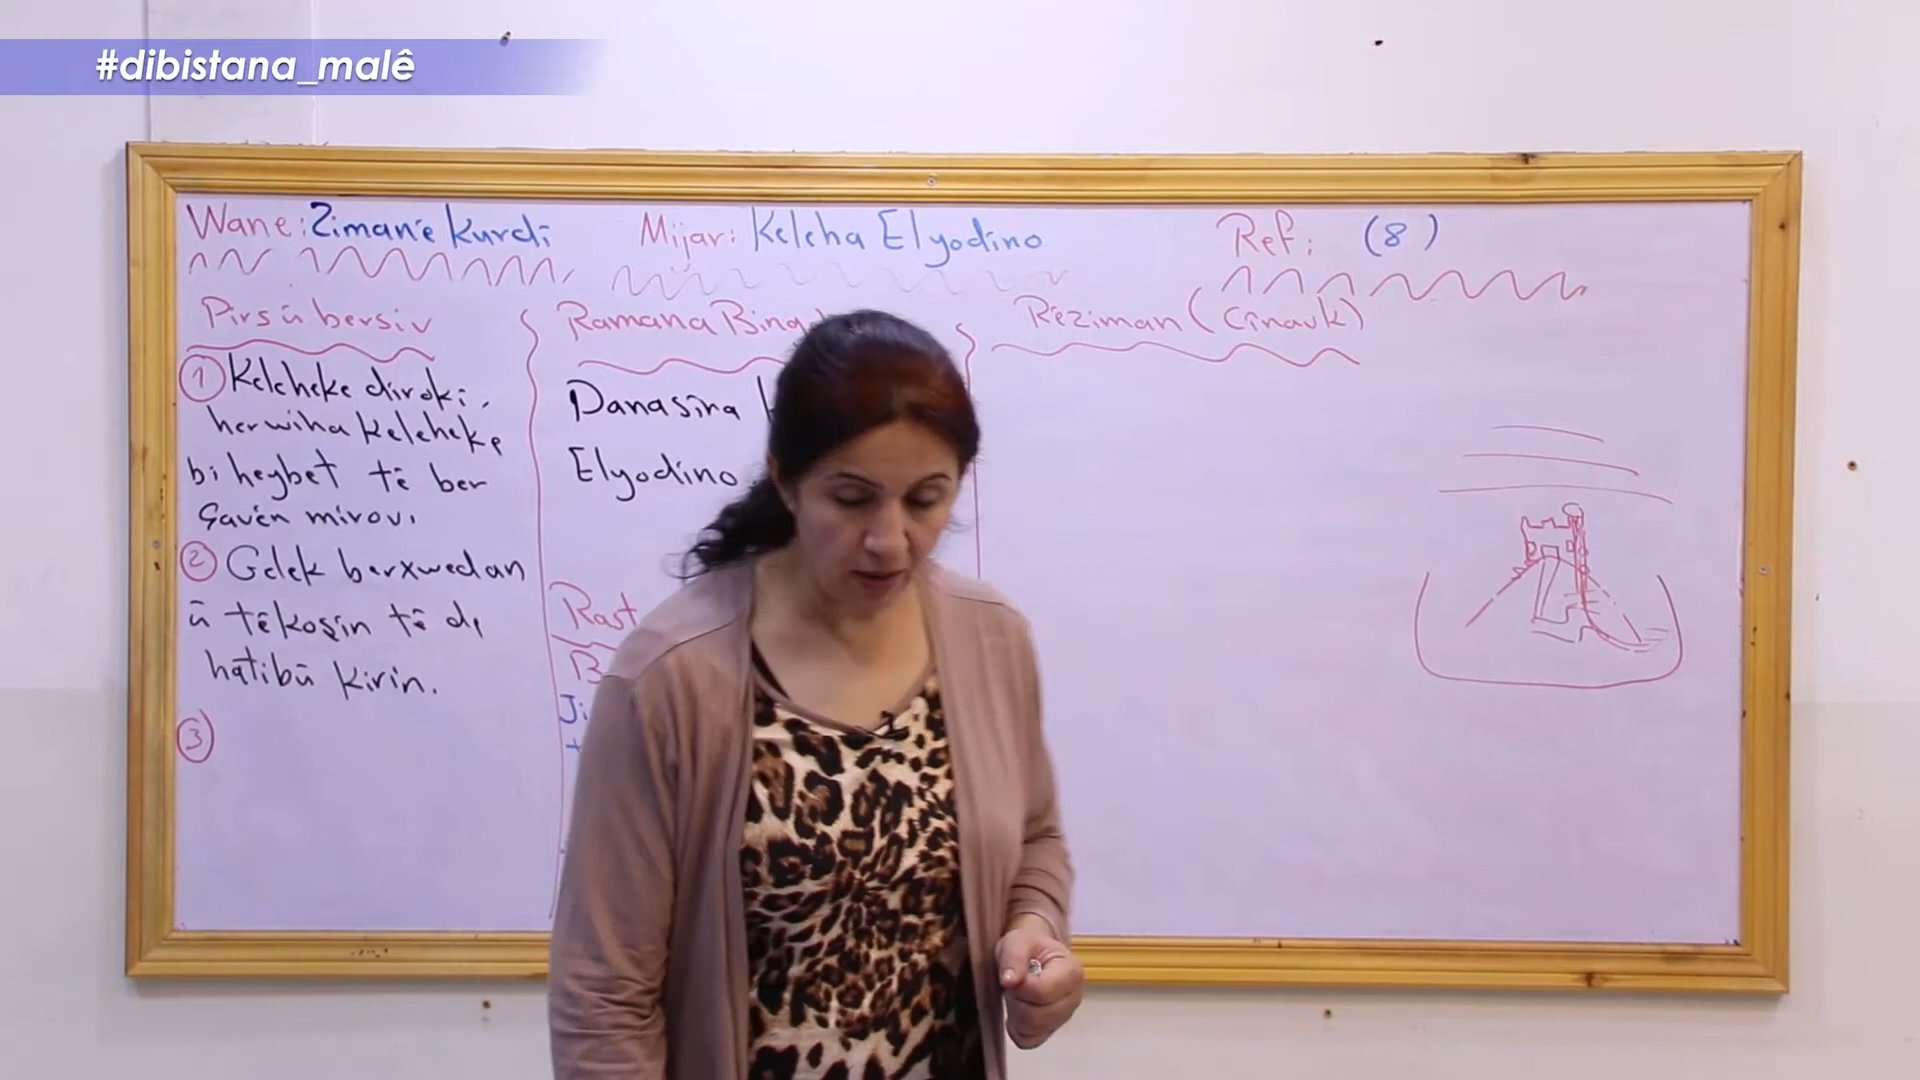 #dibistana_malê
Wane: Zimanê Kurdî
Mijar: Keleha Elyodîno
Ref: (8)
Pirs û bersiv
① Keleheke dîrokî,
herwiha keleheke
bi heybet tê ber
çavên mirov.
② Gelek berxwedan
û têkoşîn tê de
hatibû kirin.
③
Ramana
Danasîna
Elyodîno.
Rast
Ji
Rêziman (Cînavk)